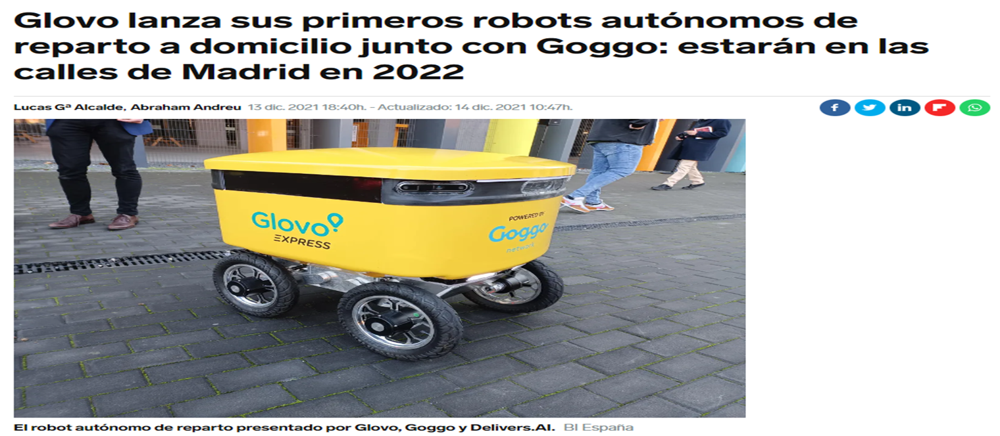 Glovo lanza sus primeros robots autónomos de
reparto a domicilio junto con Goggo: estarán en las
calles de Madrid en 2022
Lucas Gª Alcalde, Abraham Andreu 13 dic. 2021 18:40h. - Actualizado: 14 dic. 2021 10:47h.
Glovo
EXPRESS
POWERED BY
Goggo
network
El robot autónomo de reparto presentado por Glovo, Goggo y Delivers.AI. BI España